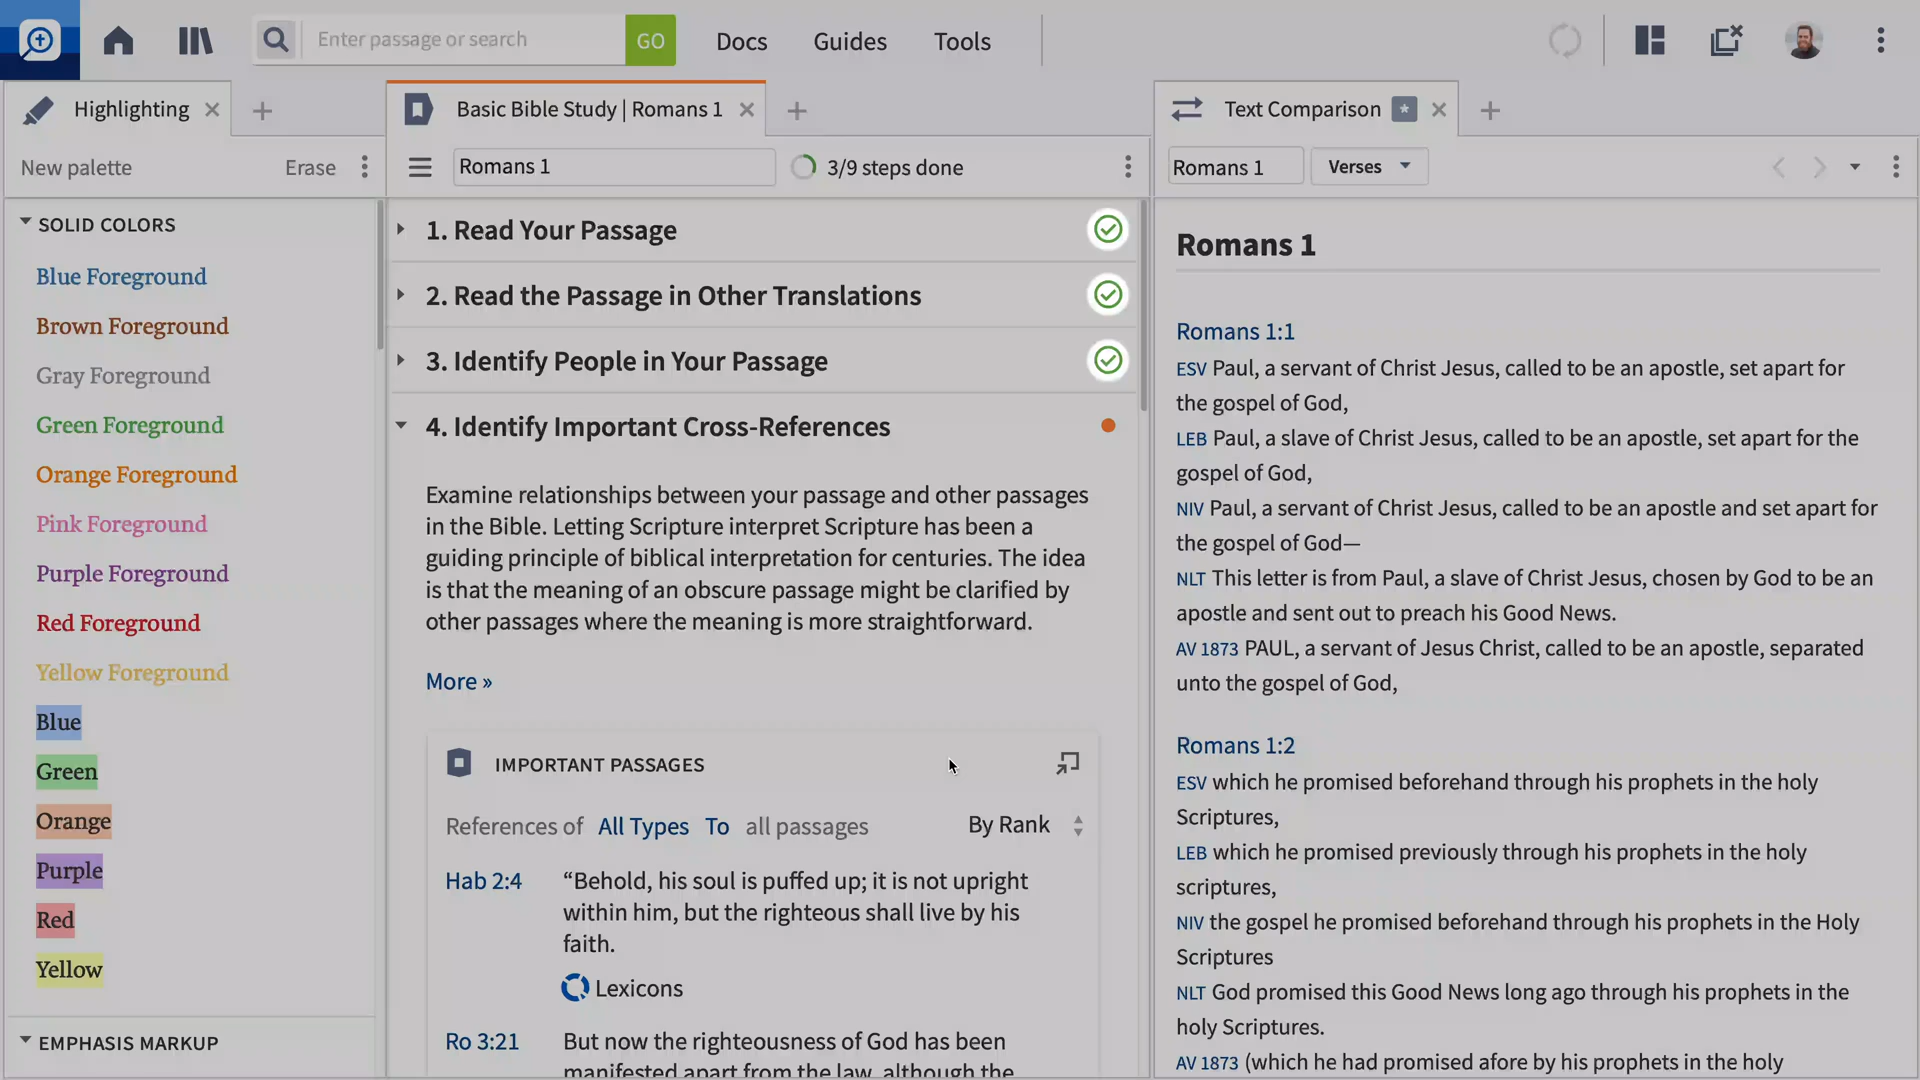 Enter passage or search
GO
Docs
Guides
Tools
Highlighting
New palette
Erase
SOLID COLORS
Blue Foreground
Brown Foreground
Gray Foreground
Green Foreground
Orange Foreground
Pink Foreground
Purple Foreground
Red Foreground
Yellow Foreground
Blue
Green
Orange
Purple
Red
Yellow
EMPHASIS MARKUP
Basic Bible Study | Romans 1
Romans 1
3/9 steps done
1. Read Your Passage
2. Read the Passage in Other Translations
3. Identify People in Your Passage
4. Identify Important Cross-References
Examine relationships between your passage and other passages
in the Bible. Letting Scripture interpret Scripture has been a
guiding principle of biblical interpretation for centuries. The idea
is that the meaning of an obscure passage might be clarified by
other passages where the meaning is more straightforward.
More »
IMPORTANT PASSAGES
References of All Types To all passages
By Rank
Hab 2:4
“Behold, his soul is puffed up; it is not upright
within him, but the righteous shall live by his
faith.
Lexicons
Ro 3:21
But now the righteousness of God has been
manifested apart from the law, although the
Text Comparison
Romans 1
Verses
Romans 1
Romans 1:1
ESV Paul, a servant of Christ Jesus, called to be an apostle, set apart for
the gospel of God,
LEB Paul, a slave of Christ Jesus, called to be an apostle, set apart for the
gospel of God,
NIV Paul, a servant of Christ Jesus, called to be an apostle and set apart for
the gospel of God—
NLT This letter is from Paul, a slave of Christ Jesus, chosen by God to be an
apostle and sent out to preach his Good News.
AV 1873 PAUL, a servant of Jesus Christ, called to be an apostle, separated
unto the gospel of God,
Romans 1:2
ESV which he promised beforehand through his prophets in the holy
Scriptures,
LEB which he promised previously through his prophets in the holy
scriptures,
NIV the gospel he promised beforehand through his prophets in the Holy
Scriptures
NLT God promised this Good News long ago through his prophets in the
holy Scriptures.
AV 1873 (which he had promised afore by his prophets in the holy